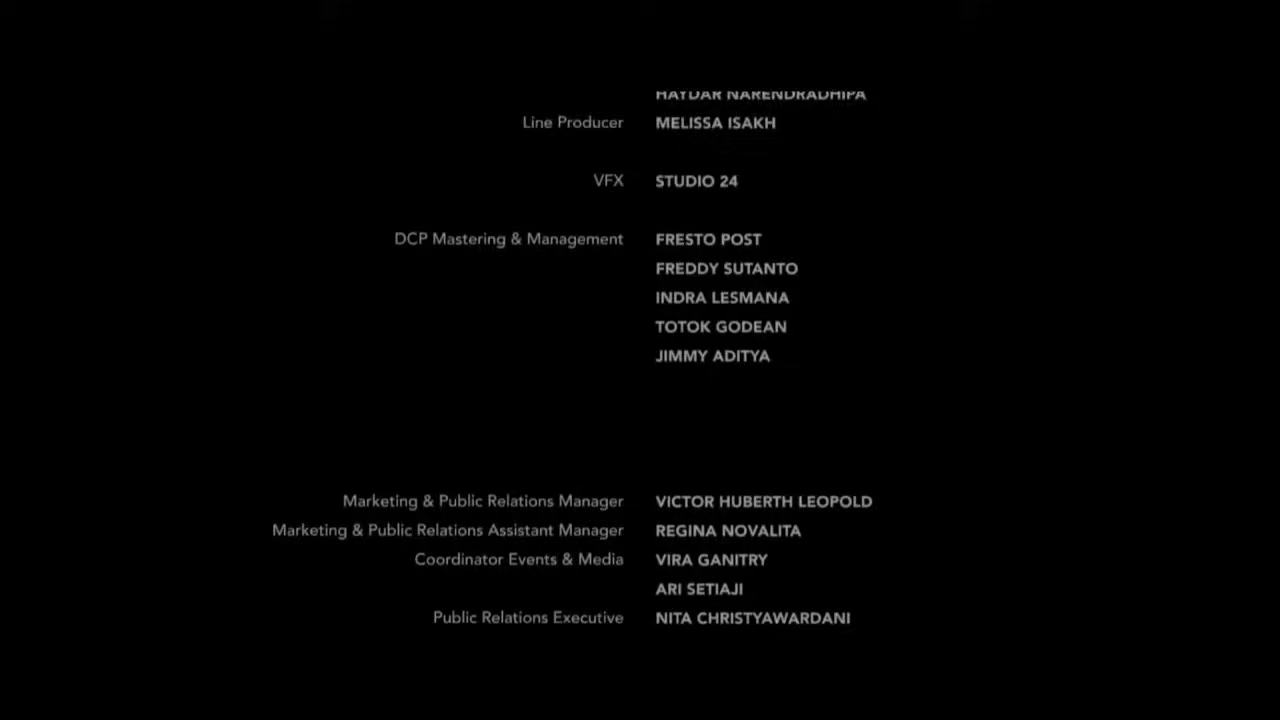 HAYDAR NARENDRADHIPA
Line Producer MELISSA ISAKH
VFX STUDIO 24
DCP Mastering & Management FRESTO POST
FREDDY SUTANTO
INDRA LESMANA
TOTOK GODEAN
JIMMY ADITYA
Marketing & Public Relations Manager VICTOR HUBERTH LEOPOLD
Marketing & Public Relations Assistant Manager REGINA NOVALITA
Coordinator Events & Media VIRA GANITRY
ARI SETIAJI
Public Relations Executive NITA CHRISTYAWARDANI